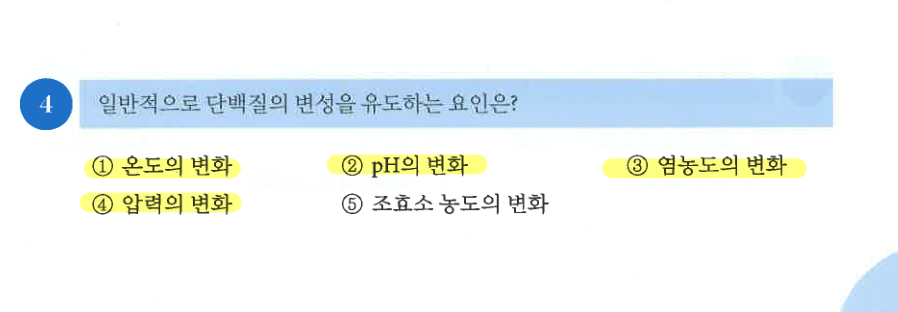 4 일반적으로 단백질의 변성을 유도하는 요인은?
① 온도의 변화 ② pH의 변화 ③ 염농도의 변화
④ 압력의 변화 ⑤ 조효소 농도의 변화